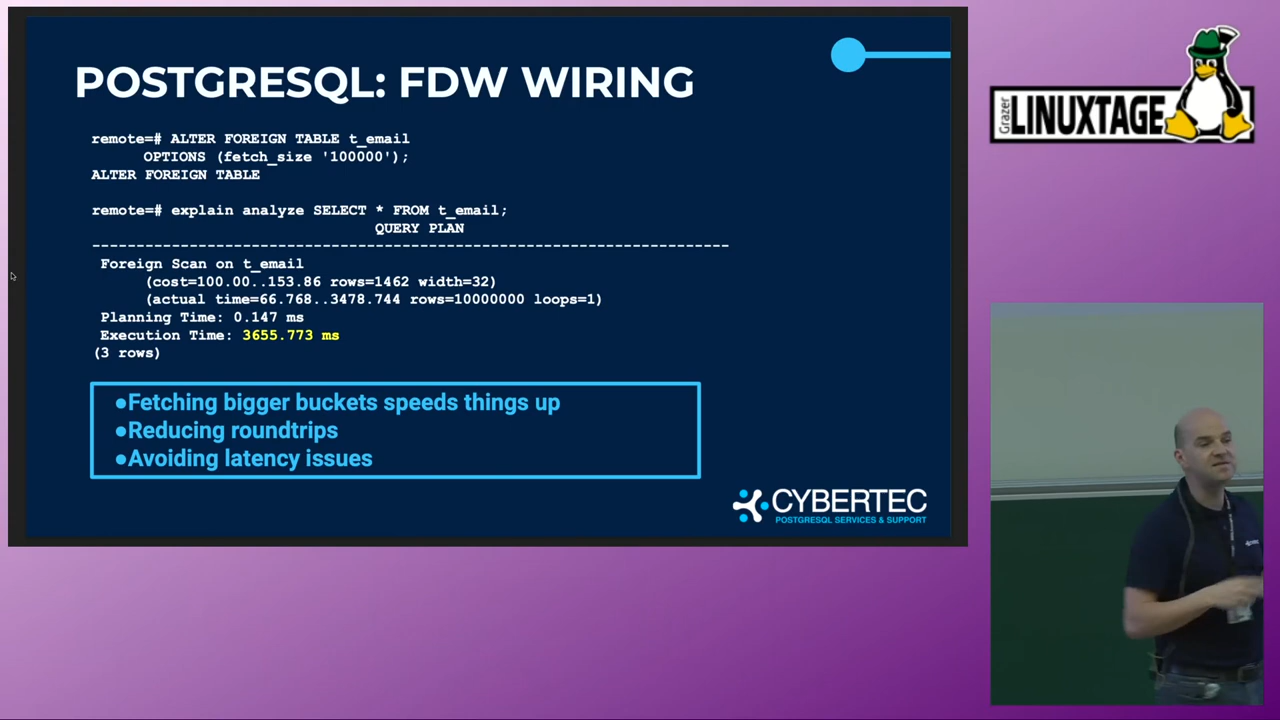 POSTGRESQL: FDW WIRING
remote=# ALTER FOREIGN TABLE t_email
OPTIONS (fetch_size '100000');
ALTER FOREIGN TABLE
remote=# explain analyze SELECT * FROM t_email;
QUERY PLAN
------------------------------------------------------------------------
Foreign Scan on t_email
(cost=100.00..153.86 rows=1462 width=32)
(actual time=66.768..3478.744 rows=10000000 loops=1)
Planning Time: 0.147 ms
Execution Time: 3655.773 ms
(3 rows)
●Fetching bigger buckets speeds things up
●Reducing roundtrips
●Avoiding latency issues
CYBERTEC
POSTGRESQL SERVICES & SUPPORT
Grazer
LINUXTAGE